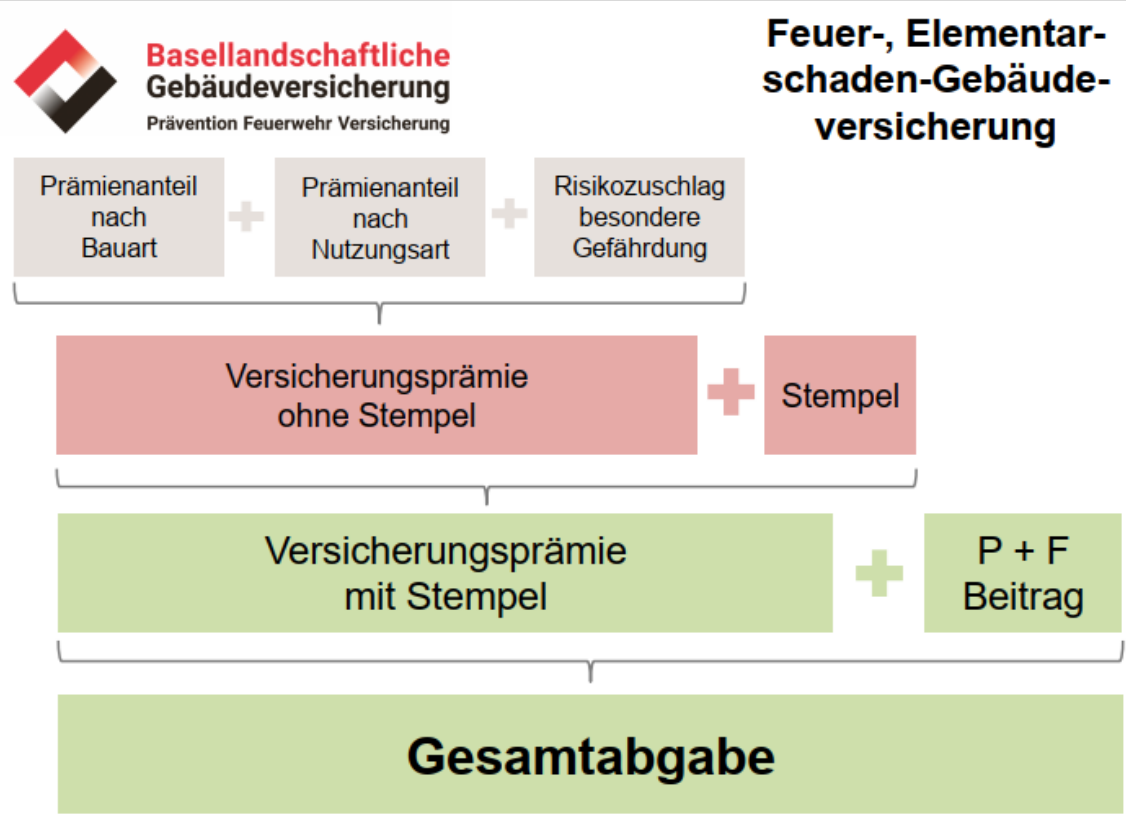 Basellandschaftliche
Gebäudeversicherung
Prävention Feuerwehr Versicherung
Feuer-, Elementar-
schaden-Gebäude-
versicherung
Prämienanteil
nach
Bauart
+
Prämienanteil
nach
Nutzungsart
+
Risikozuschlag
besondere
Gefährdung
Versicherungsprämie
ohne Stempel
+
Stempel
Versicherungsprämie
mit Stempel
+
P + F
Beitrag
Gesamtabgabe